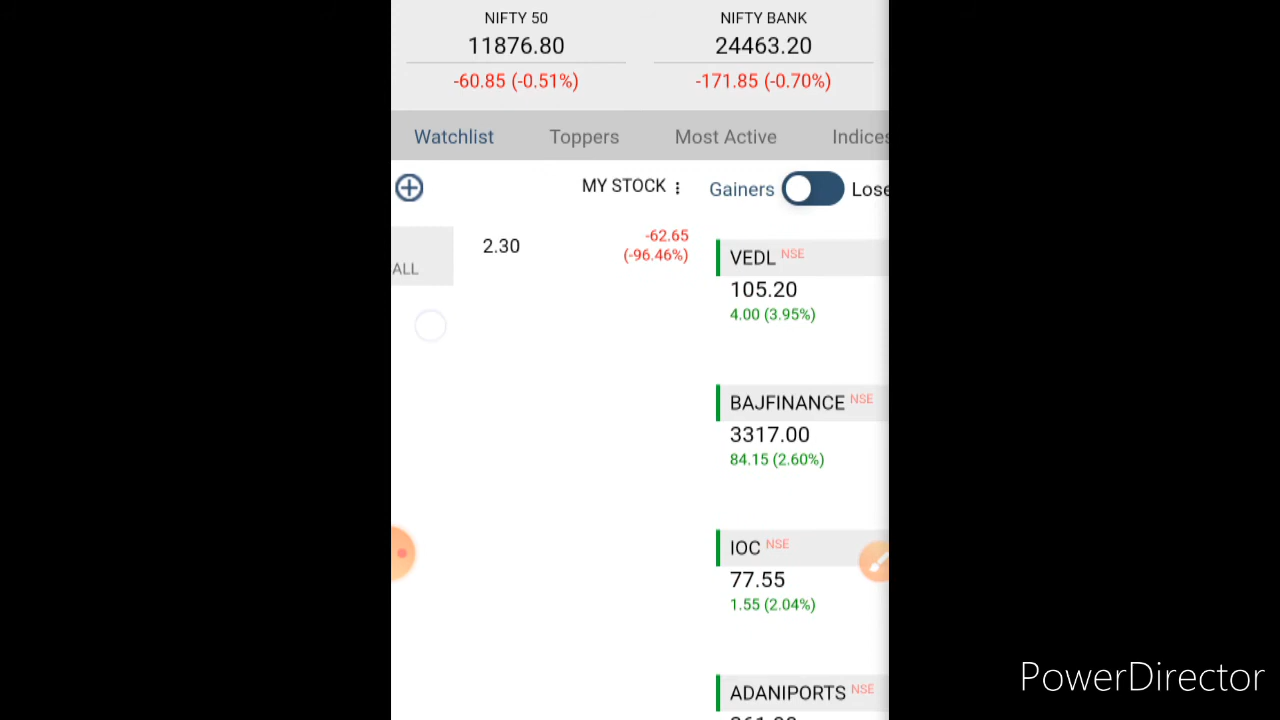 NIFTY 50
11876.80
-60.85 (-0.51%)
NIFTY BANK
24463.20
-171.85 (-0.70%)
Watchlist Toppers Most Active Indices
MY STOCK
2.30
-62.65
(-96.46%)
ALL
Gainers Lose
VEDL NSE
105.20
4.00 (3.95%)
BAJFINANCE NSE
3317.00
84.15 (2.60%)
IOC NSE
77.55
1.55 (2.04%)
ADANIPORTS NSE
PowerDirector